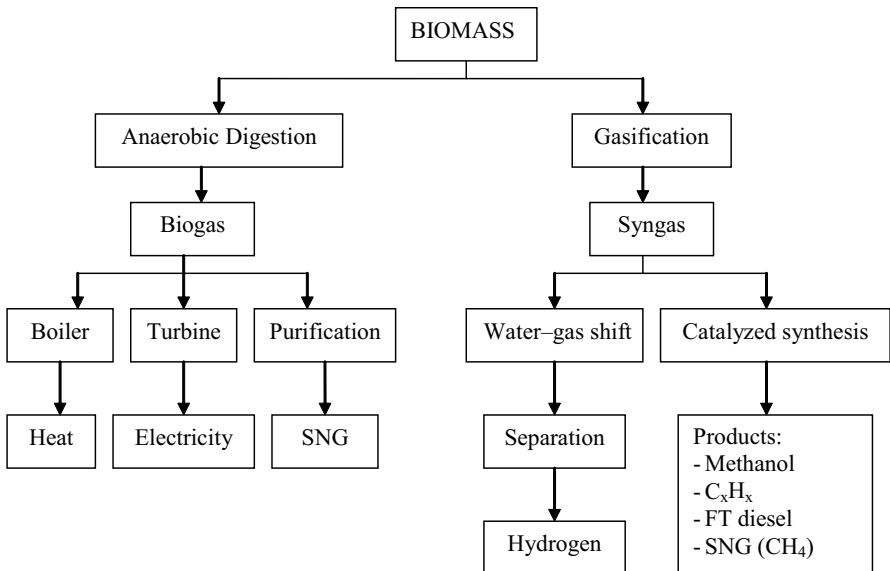 BIOMASS
Anaerobic Digestion
Gasification
Biogas
Syngas
Boiler
Turbine
Purification
Water–gas shift
Catalyzed synthesis
Heat
Electricity
SNG
Separation
Products:
- Methanol
- CₓHₓ
- FT diesel
- SNG (CH₄)
Hydrogen